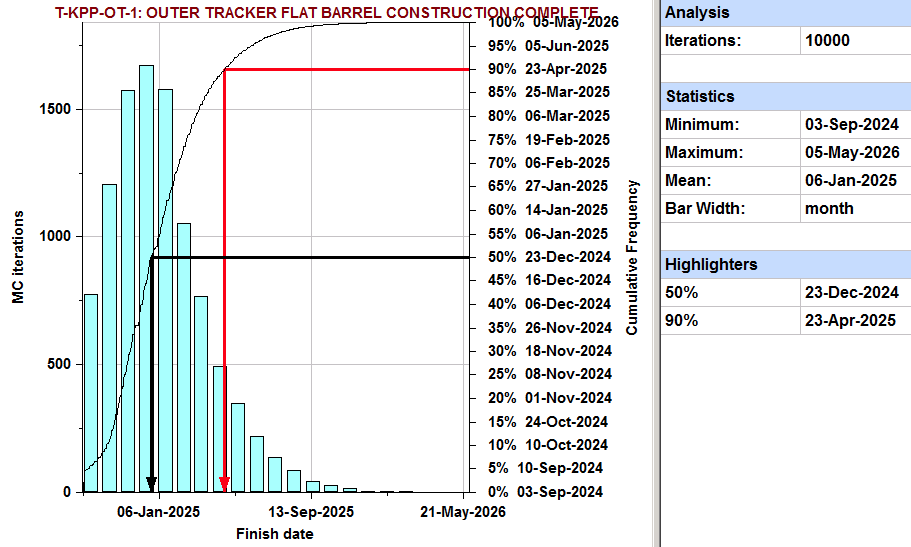 T-KPP-OT-1: OUTER TRACKER FLAT BARREL CONSTRUCTION COMPLETE
100% 05-May-2026
95% 05-Jun-2025
90% 23-Apr-2025
85% 25-Mar-2025
80% 06-Mar-2025
75% 19-Feb-2025
70% 06-Feb-2025
65% 27-Jan-2025
60% 14-Jan-2025
55% 06-Jan-2025
50% 23-Dec-2024
45% 16-Dec-2024
40% 06-Dec-2024
35% 26-Nov-2024
30% 18-Nov-2024
25% 08-Nov-2024
20% 01-Nov-2024
15% 24-Oct-2024
10% 10-Oct-2024
5% 10-Sep-2024
0% 03-Sep-2024
1500
1000
500
0
MC iterations
Cumulative Frequency
06-Jan-2025 13-Sep-2025 21-May-2026
Finish date
Analysis
Iterations: 10000
Statistics
Minimum: 03-Sep-2024
Maximum: 05-May-2026
Mean: 06-Jan-2025
Bar Width: month
Highlighters
50% 23-Dec-2024
90% 23-Apr-2025